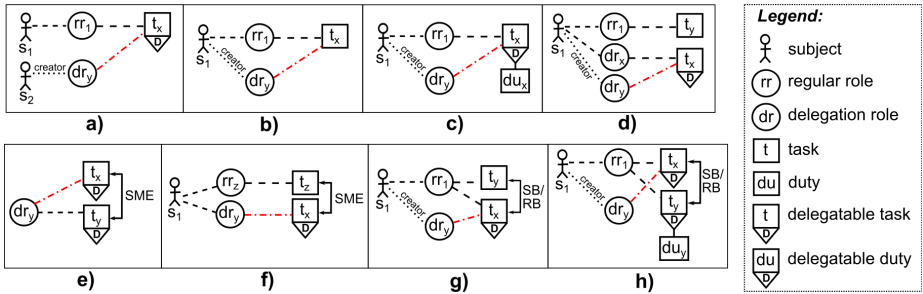 rr1
tx
D
s1
creator
dry
s2
a)
rr1
tx
s1
creator
dry
b)
rr1
tx
D
s1
creator
dry
dux
c)
rr1
ty
s1
drx
tx
D
creator
dry
d)
tx
D
SME
dry
ty
D
e)
rrz
tz
s1
SME
dry
tx
D
f)
rr1
ty
s1
SB/
RB
creator
tx
dry
D
g)
rr1
tx
D
s1
SB/
RB
creator
dry
ty
D
duy
h)
Legend:
subject
rr regular role
dr delegation role
t task
du duty
t delegatable task
D
du delegatable duty
D